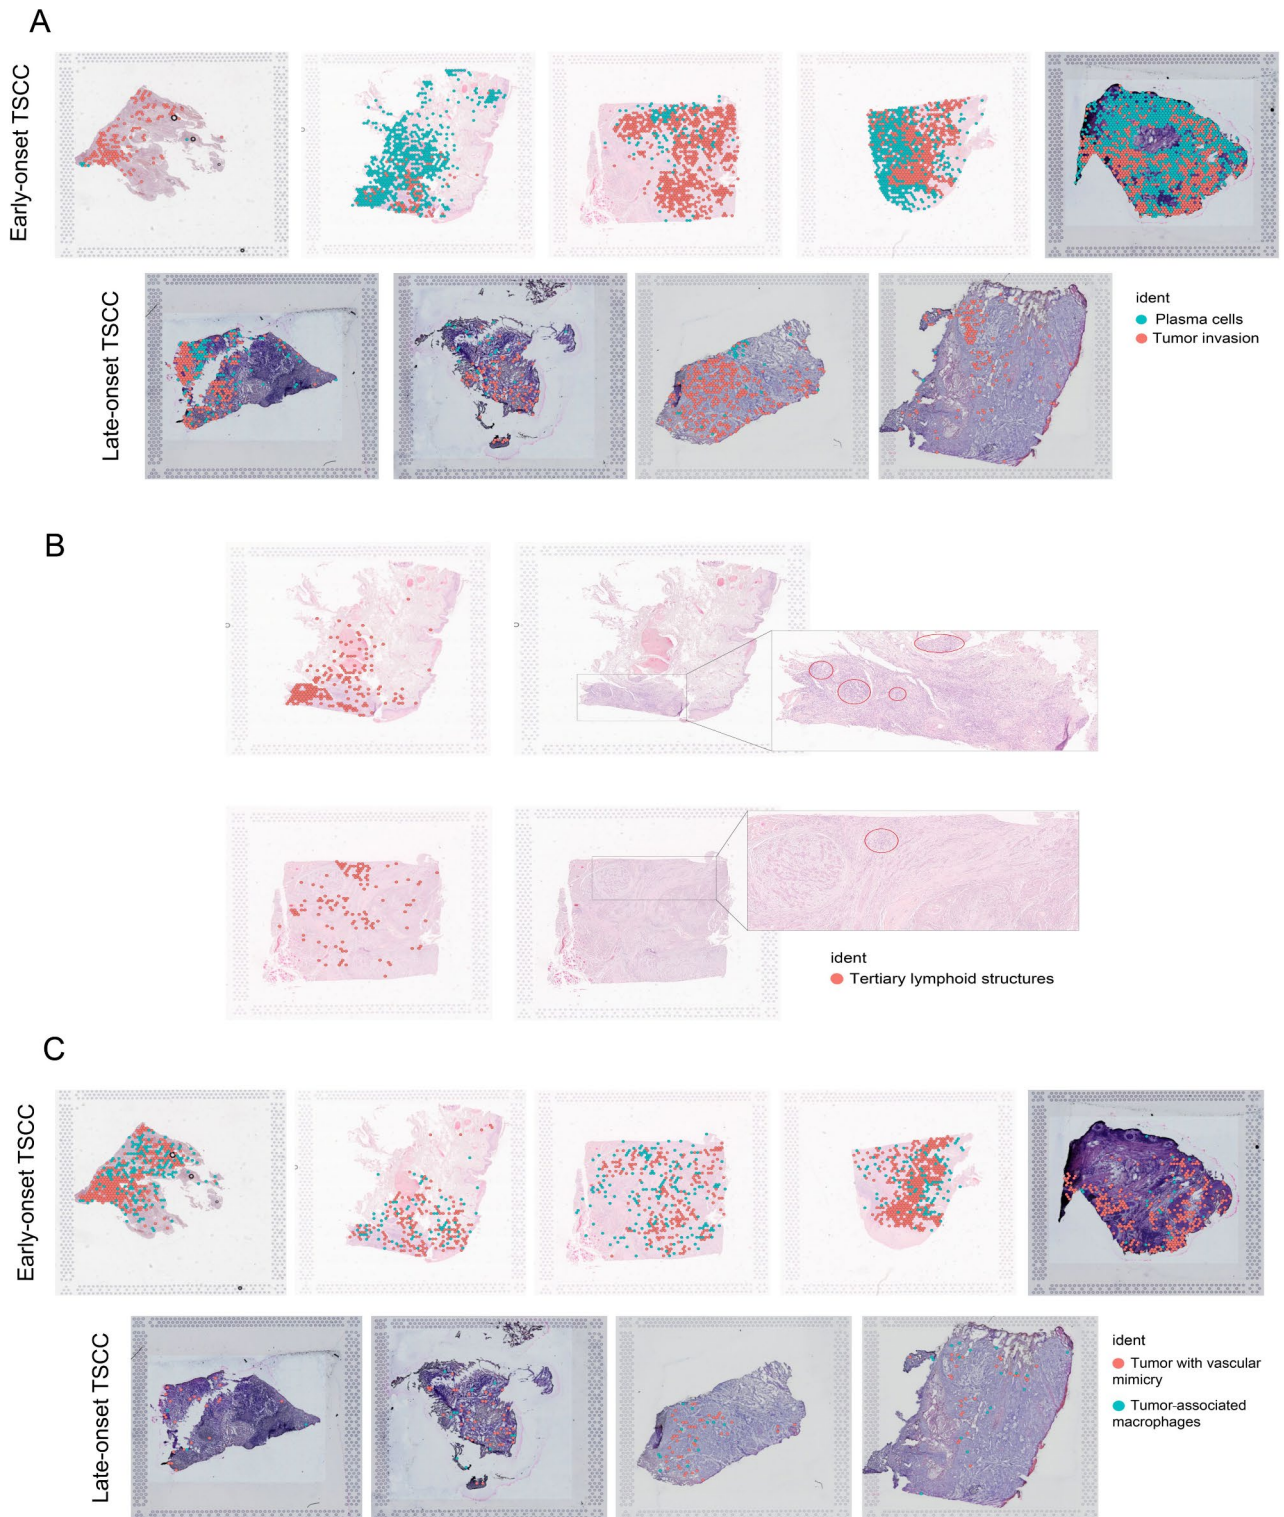 A
Early-onset TSCC
Late-onset TSCC
ident
Plasma cells
Tumor invasion
B
ident
Tertiary lymphoid structures
C
Early-onset TSCC
Late-onset TSCC
ident
Tumor with vascular
mimicry
Tumor-associated
macrophages